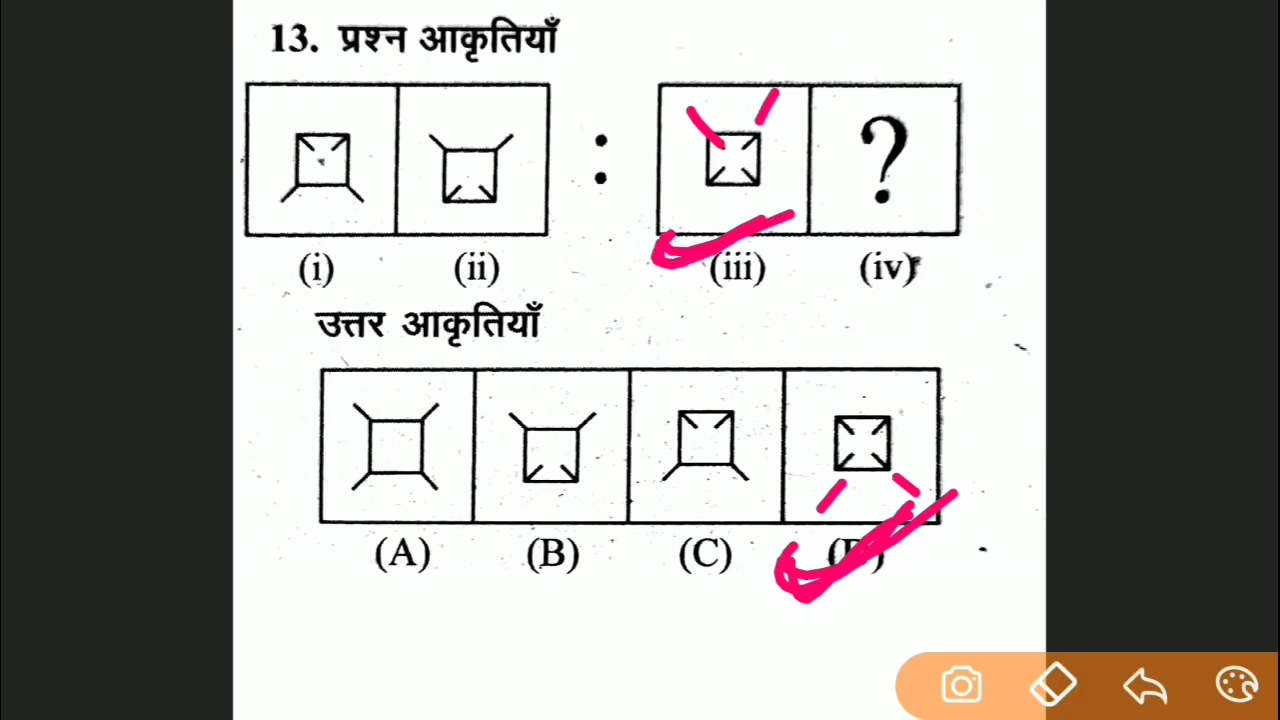 13. प्रश्न आकृतियाँ
:
?
(i) (ii) (iii) (iv)
उत्तर आकृतियाँ
(A) (B) (C) (D)